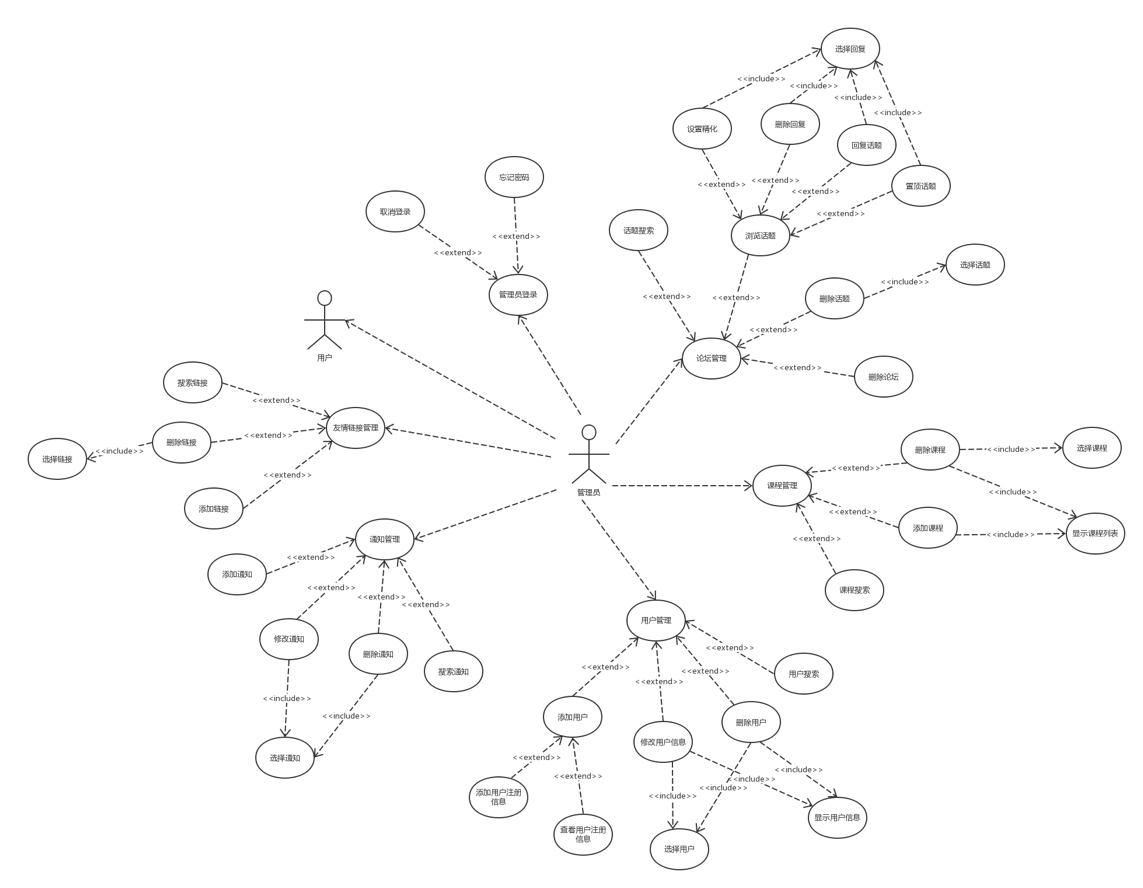 选择回复
<<include>>
<<include>>
<<include>>
<<include>>
设置精化
删除回复
回复话题
置顶话题
<<extend>>
<<extend>>
<<extend>>
<<extend>>
忘记密码
取消登录
<<extend>>
<<extend>>
管理员登录
话题搜索
浏览话题
<<extend>>
<<extend>>
选择话题
<<include>>
删除话题
<<extend>>
论坛管理
<<extend>>
删除论坛
用户
搜索链接
<<extend>>
友情链接管理
删除链接
<<extend>>
选择链接
<<include>>
<<extend>>
添加链接
管理员
删除课程
<<include>>
选择课程
<<extend>>
课程管理
<<include>>
<<extend>>
添加课程
<<include>>
显示课程列表
<<extend>>
课程搜索
通知管理
添加通知
<<extend>>
<<extend>>
<<extend>>
<<extend>>
修改通知
删除通知
搜索通知
<<include>>
<<include>>
选择通知
用户管理
<<extend>>
<<extend>>
<<extend>>
<<extend>>
用户搜索
添加用户
修改用户信息
删除用户
<<extend>>
<<extend>>
添加用户注册
信息
查看用户注册
信息
<<include>>
<<include>>
<<include>>
<<include>>
显示用户信息
选择用户